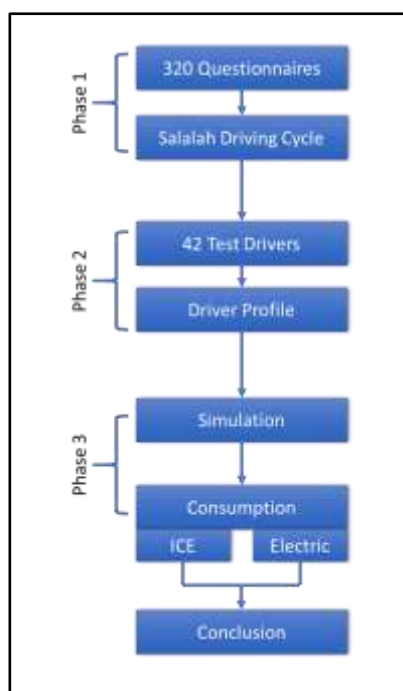 Phase 1
320 Questionnaires
Salalah Driving Cycle
Phase 2
42 Test Drivers
Driver Profile
Phase 3
Simulation
Consumption
ICE
Electric
Conclusion